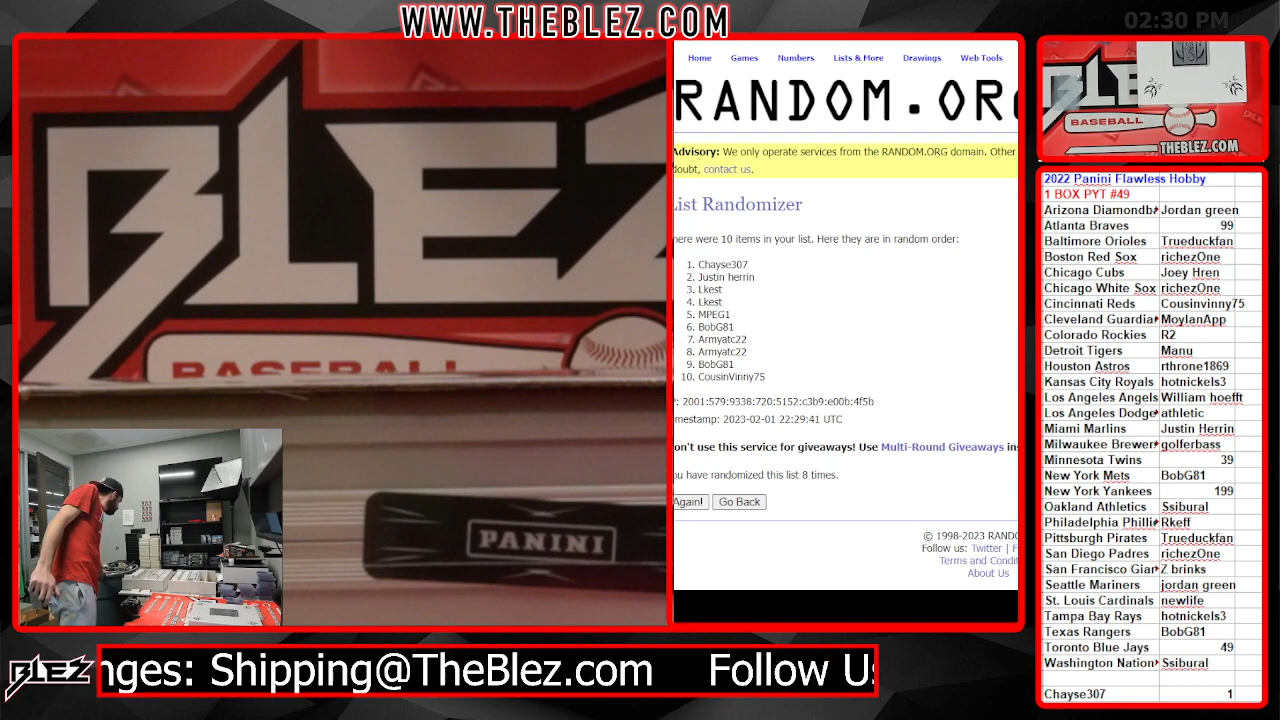 WWW.THEBLEZ.COM
02:30 PM
BLEZ
BASEBALL
PANINI
Home Games Numbers Lists & More Drawings Web Tools
RANDOM.OR
Advisory: We only operate services from the RANDOM.ORG domain. Other
doubt, contact us.
List Randomizer
here were 10 items in your list. Here they are in random order:
1. Chayse307
2. Justin herrin
3. Lkest
4. Lkest
5. MPEG1
6. BobG81
7. Armyatc22
8. Armyatc22
9. BobG81
10. CousinVinny75
P: 2001:579:9338:720:5152:c3b9:e00b:4f5b
mestamp: 2023-02-01 22:29:41 UTC
on't use this service for giveaways! Use Multi-Round Giveaways ins
ou have randomized this list 8 times.
Again! Go Back
© 1998-2023 RANDO
Follow us: Twitter | F
Terms and Condit
About Us
BLE
BASEBALL
THEBLEZ.COM
2022 Panini Flawless Hobby
1 BOX PYT #49
Arizona Diamondba Jordan green
Atlanta Braves 99
Baltimore Orioles Trueduckfan
Boston Red Sox richezOne
Chicago Cubs Joey Hren
Chicago White Sox richezOne
Cincinnati Reds Cousinvinny75
Cleveland Guardia MoylanApp
Colorado Rockies R2
Detroit Tigers Manu
Houston Astros rthrone1869
Kansas City Royals hotnickels3
Los Angeles Angels William hoefft
Los Angeles Dodge athletic
Miami Marlins Justin Herrin
Milwaukee Brewer golferbass
Minnesota Twins 39
New York Mets BobG81
New York Yankees 199
Oakland Athletics Ssibural
Philadelphia Philli Rkeff
Pittsburgh Pirates Trueduckfan
San Diego Padres richezOne
San Francisco Giar Z brinks
Seattle Mariners jordan green
St. Louis Cardinals newlife
Tampa Bay Rays hotnickels3
Texas Rangers BobG81
Toronto Blue Jays 49
Washington Nation Ssibural
Chayse307 1
BLEZ
nges: Shipping@TheBlez.com Follow Us